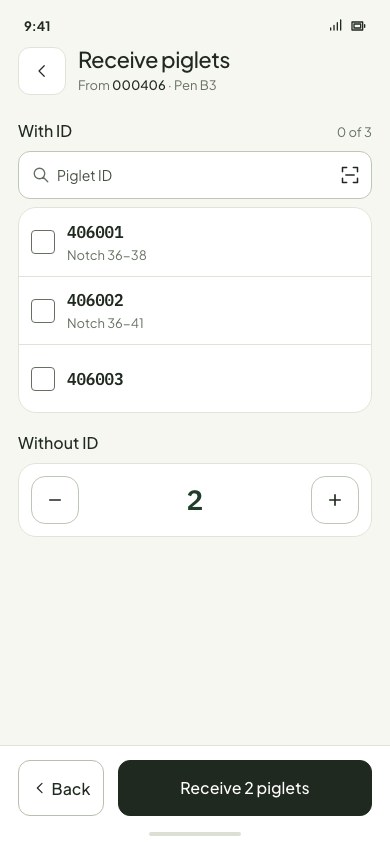 9:41
Receive piglets
From 000406 · Pen B3
With ID
0 of 3
Piglet ID
406001
Notch 36–38
406002
Notch 36–41
406003
Without ID
2
Back
Receive 2 piglets